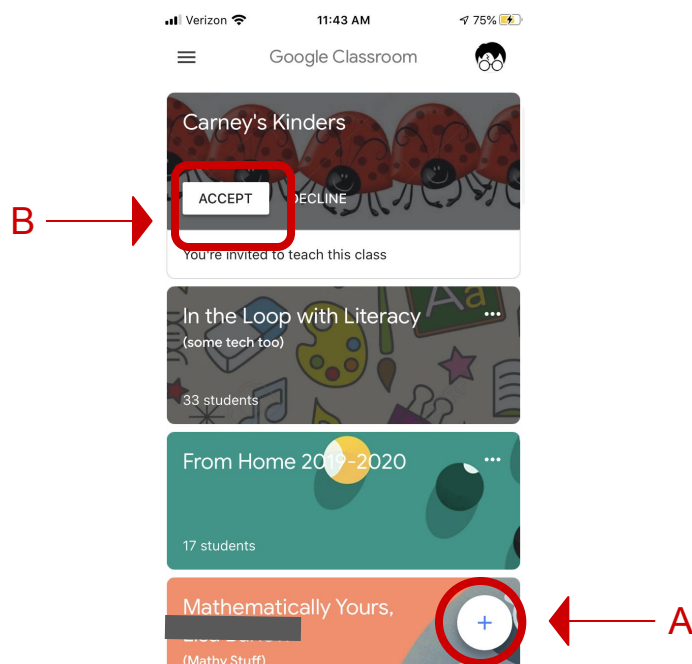 Verizon 11:43 AM 75%
Google Classroom
Carney's Kinders
ACCEPT DECLINE
B
You're invited to teach this class
Aa
In the Loop with Literacy
(some tech too)
33 students
From Home 2019-2020
17 students
Mathematically Yours,
+
A
(Mathy Stuff)